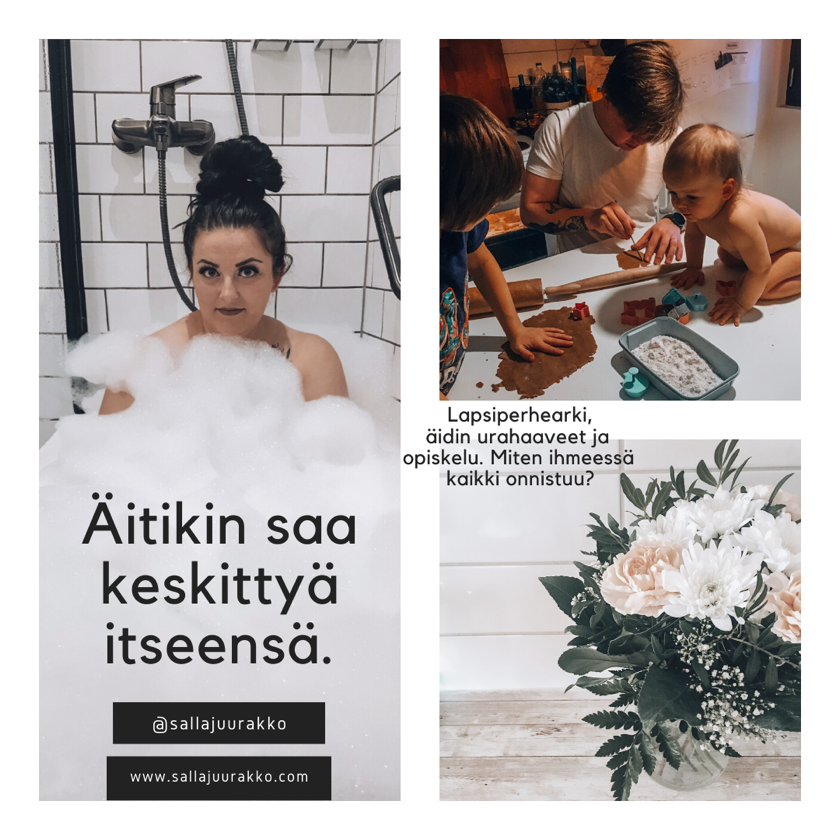 Äitikin saa
keskittyä
itseensä.
@sallajuurakko
www.sallajuurakko.com
Lapsiperhearki,
äidin urahaaveet ja
opiskelu. Miten ihmeessä
kaikki onnistuu?